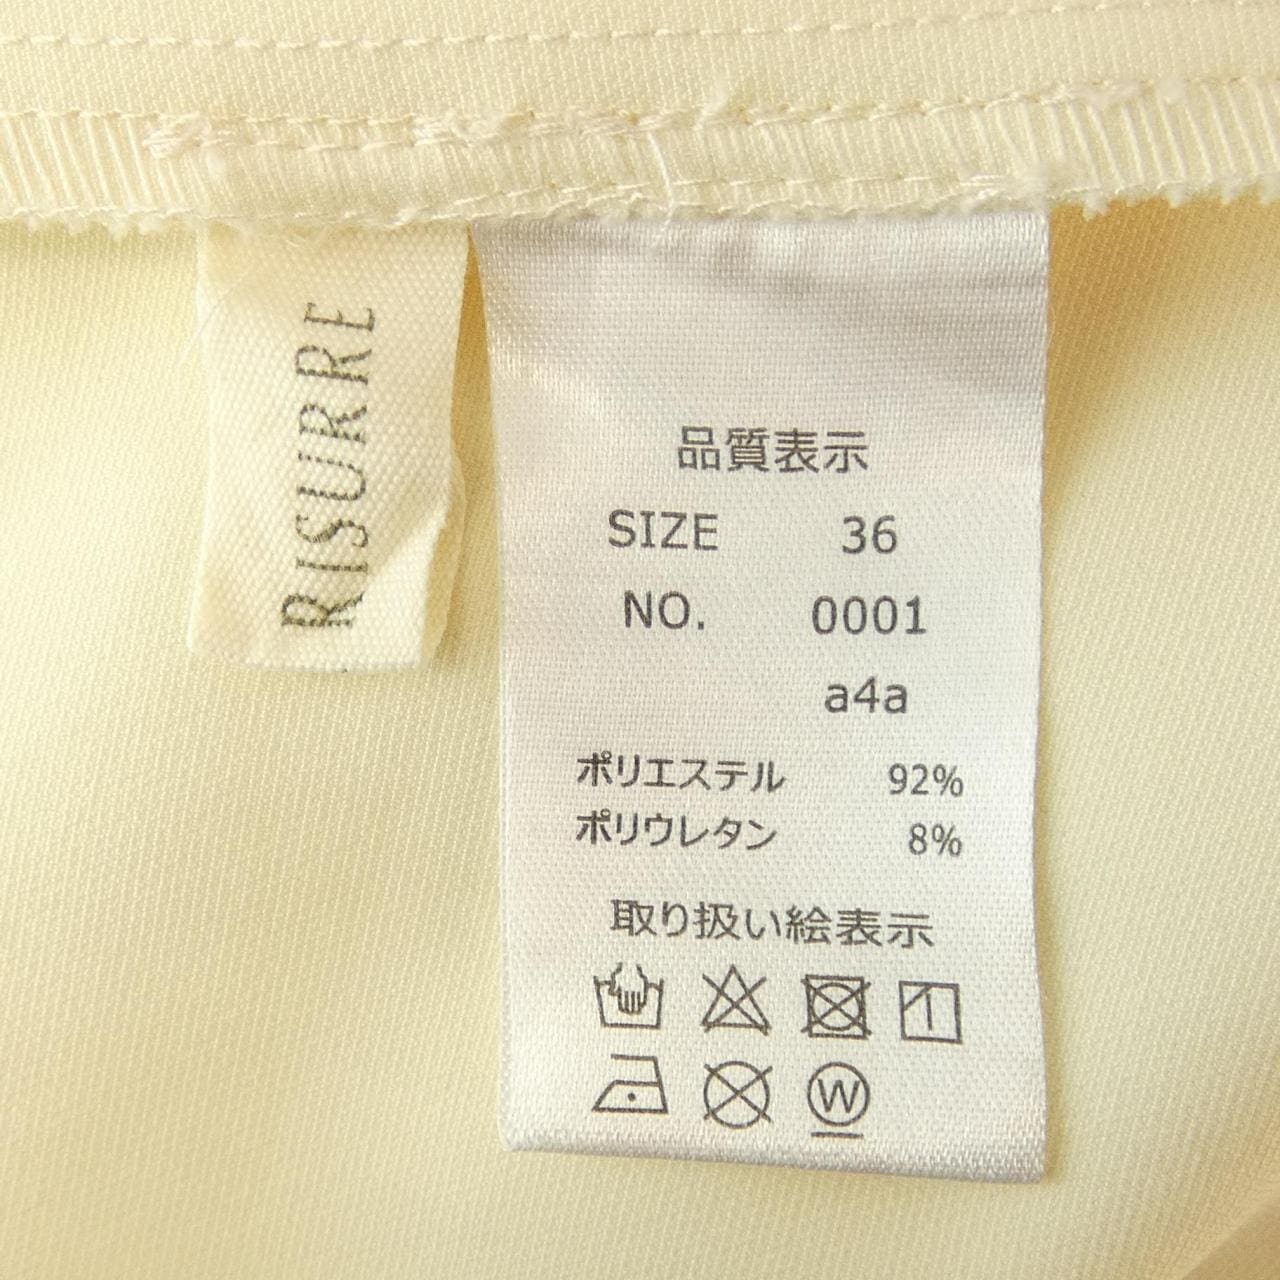 RISURRE
品質表示
SIZE 36
NO. 0001
a4a
ポリエステル 92%
ポリウレタン 8%
取り扱い絵表示
W